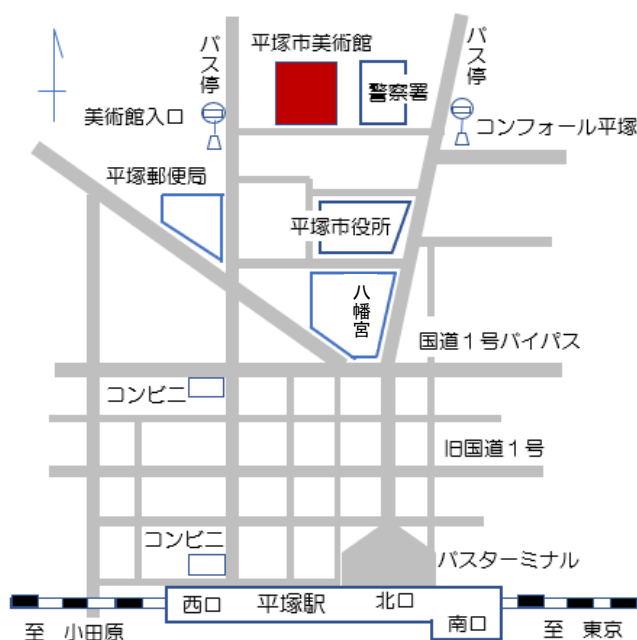 バス停
平塚市美術館
バス停
警察署
美術館入口
コンフォール平塚
平塚郵便局
平塚市役所
八幡宮
国道１号バイパス
コンビニ
旧国道１号
コンビニ
バスターミナル
西口
平塚駅
北口
南口
至 小田原
至 東京